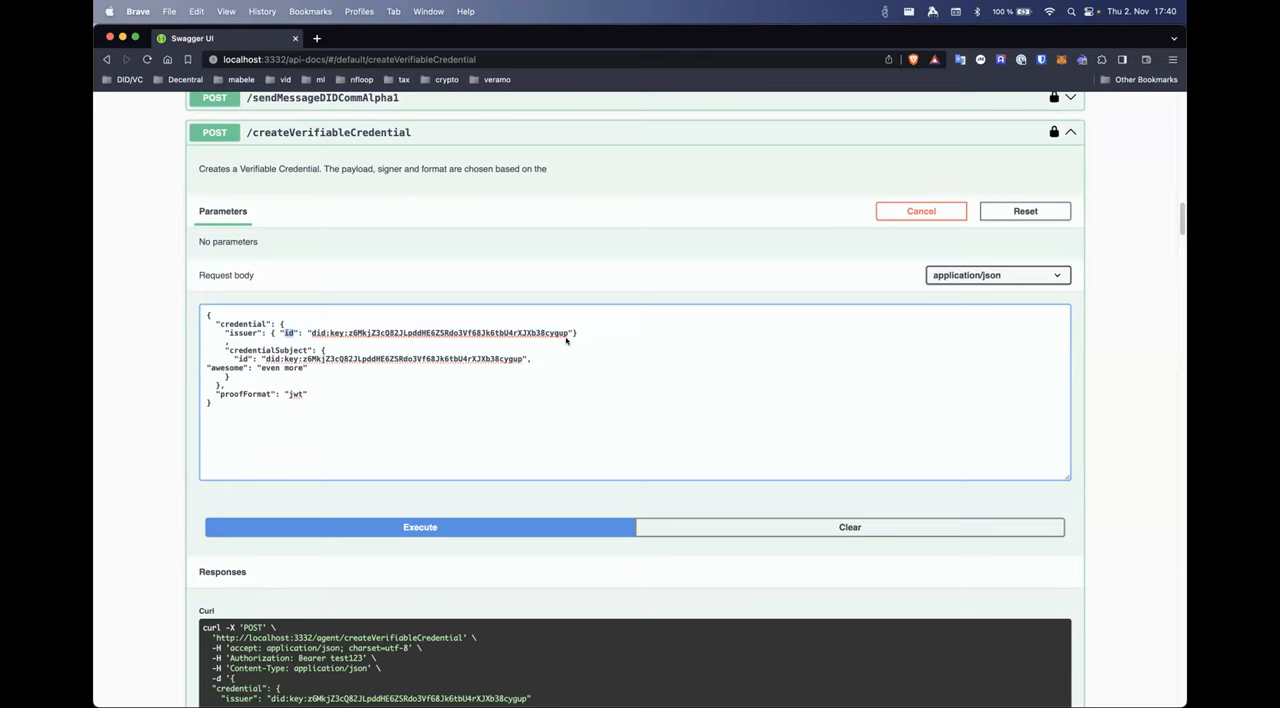 Brave File Edit View History Bookmarks Profiles Tab Window Help 100 % Thu 2. Nov 17:40
Swagger UI
localhost:3332/api-docs/#/default/createVerifiableCredential
DID/VC Decentral mabele vid ml nfloop tax crypto veramo Other Bookmarks
POST /sendMessageDIDCommAlpha1
POST /createVerifiableCredential
Creates a Verifiable Credential. The payload, signer and format are chosen based on the
Parameters Cancel Reset
No parameters
Request body application/json
{
"credential": {
"issuer": { "id": "did:key:z6MkjZ3cQ82JLpddHE6ZSRdo3Vf68Jk6tbU4rXJXb38cygup"}
,
"credentialSubject": {
"id": "did:key:z6MkjZ3cQ82JLpddHE6ZSRdo3Vf68Jk6tbU4rXJXb38cygup",
"awesome": "even more"
}
},
"proofFormat": "jwt"
}
Execute Clear
Responses
Curl
curl -X 'POST' \
'http://localhost:3332/agent/createVerifiableCredential' \
-H 'accept: application/json; charset=utf-8' \
-H 'Authorization: Bearer test123' \
-H 'Content-Type: application/json' \
-d '{
"credential": {
"issuer": "did:key:z6MkjZ3cQ82JLpddHE6ZSRdo3Vf68Jk6tbU4rXJXb38cygup"